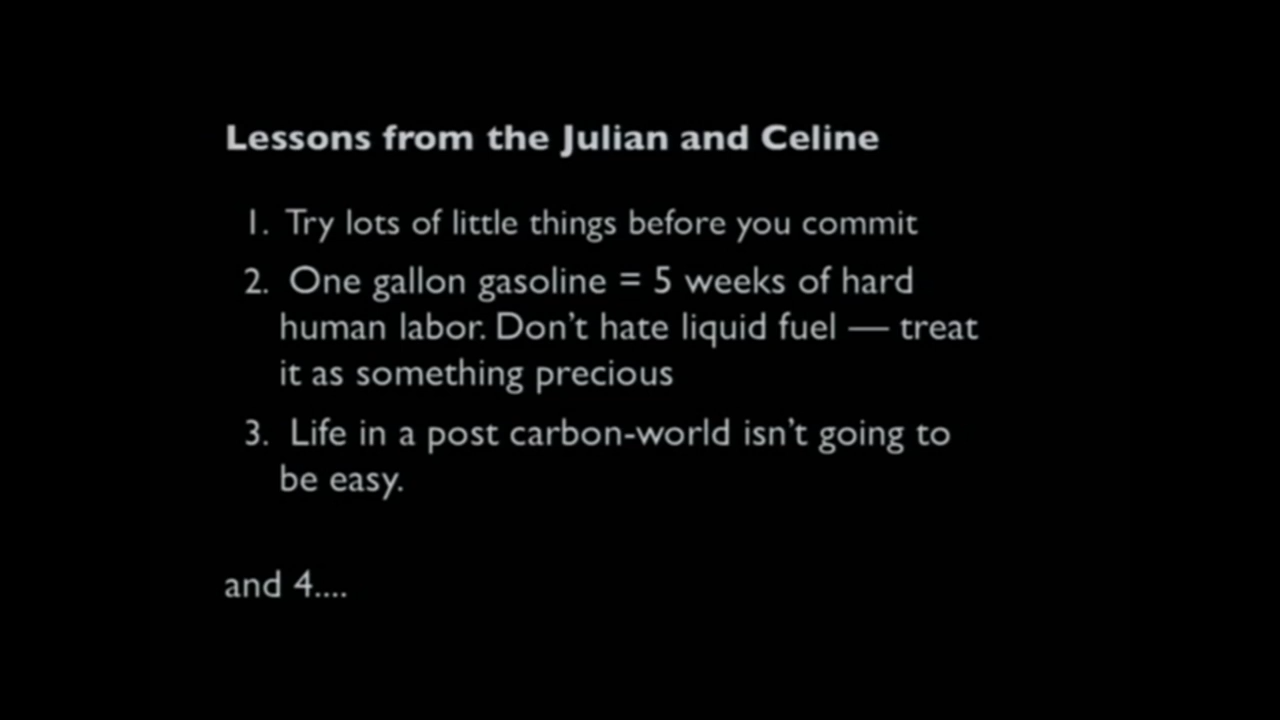 Lessons from the Julian and Celine
1. Try lots of little things before you commit
2. One gallon gasoline = 5 weeks of hard
human labor. Don't hate liquid fuel — treat
it as something precious
3. Life in a post carbon-world isn't going to
be easy.
and 4....